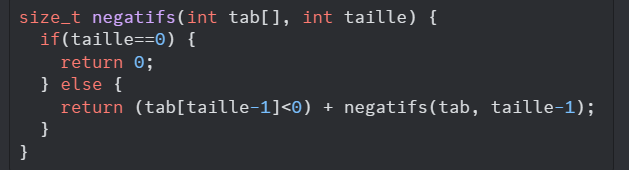 size_t negatifs(int tab[], int taille) {
  if(taille==0) {
    return 0;
  } else {
    return (tab[taille-1]<0) + negatifs(tab, taille-1);
  }
}